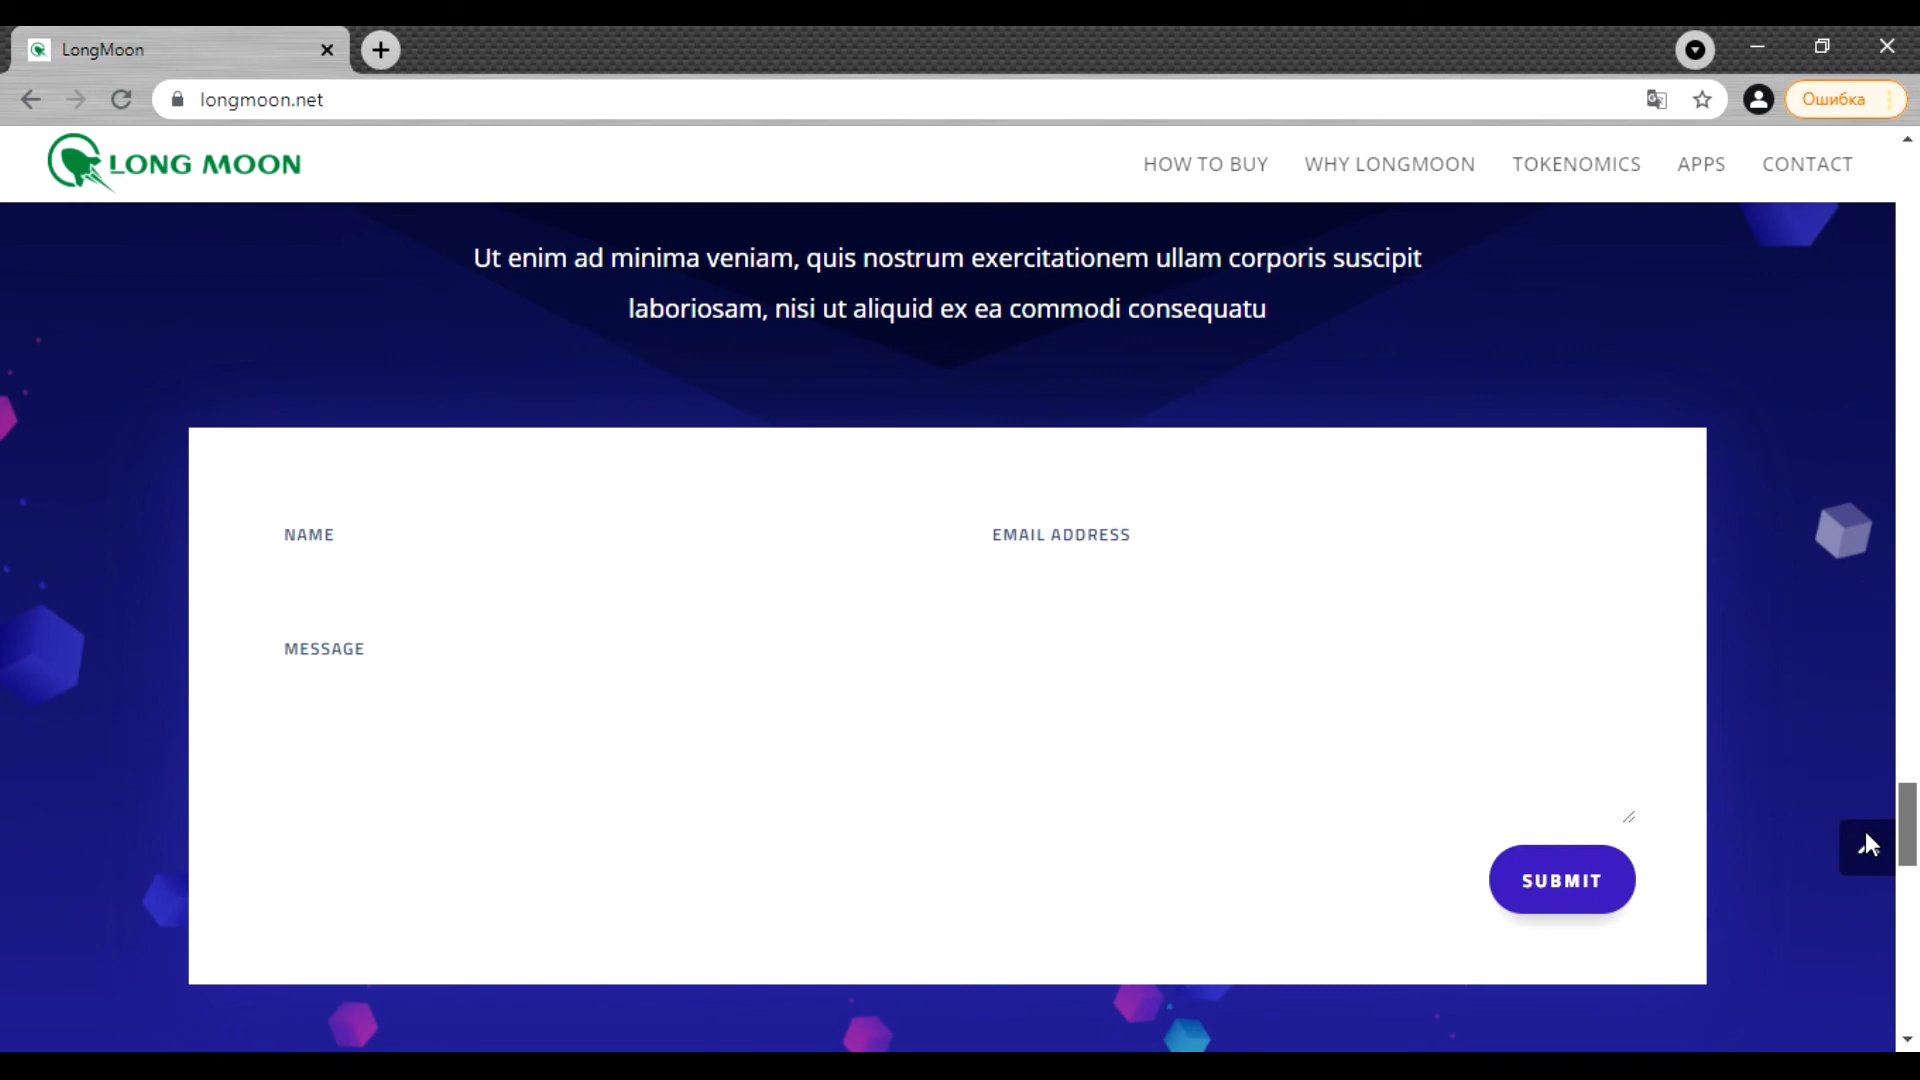 LongMoon
longmoon.net
Ошибка
LONG MOON
HOW TO BUY
WHY LONGMOON
TOKENOMICS
APPS
CONTACT
Ut enim ad minima veniam, quis nostrum exercitationem ullam corporis suscipit
laboriosam, nisi ut aliquid ex ea commodi consequatu
NAME
EMAIL ADDRESS
MESSAGE
SUBMIT